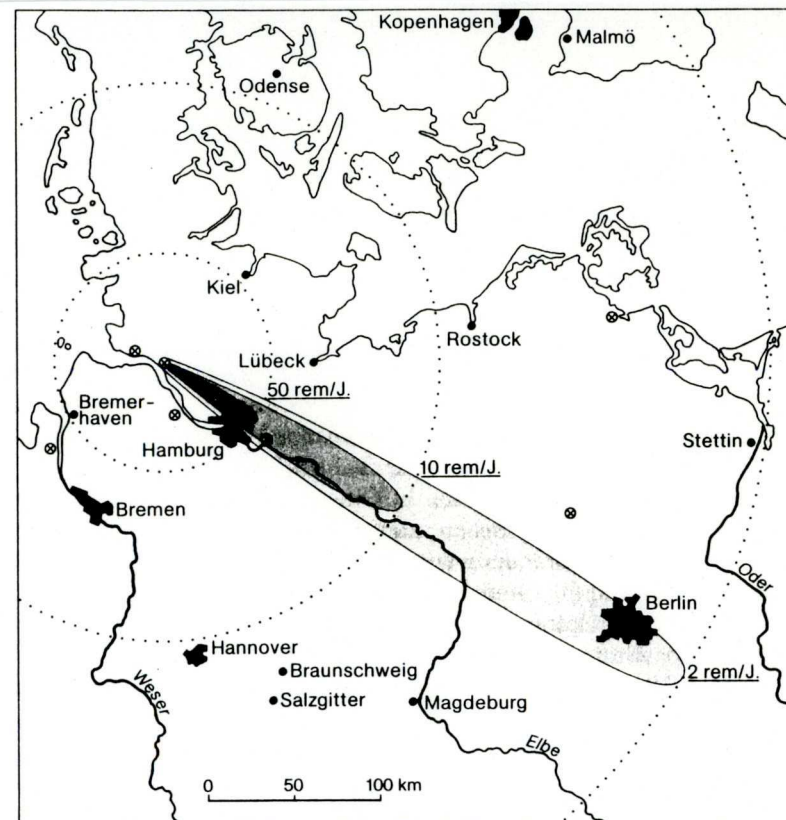 Kopenhagen
Malmö
Odense
Kiel
Rostock
Lübeck
50 rem/J.
Bremer-
haven
Hamburg
Stettin
10 rem/J.
Bremen
Oder
Berlin
Hannover
Braunschweig
2 rem/J.
Weser
Salzgitter
Magdeburg
Elbe
0 50 100 km